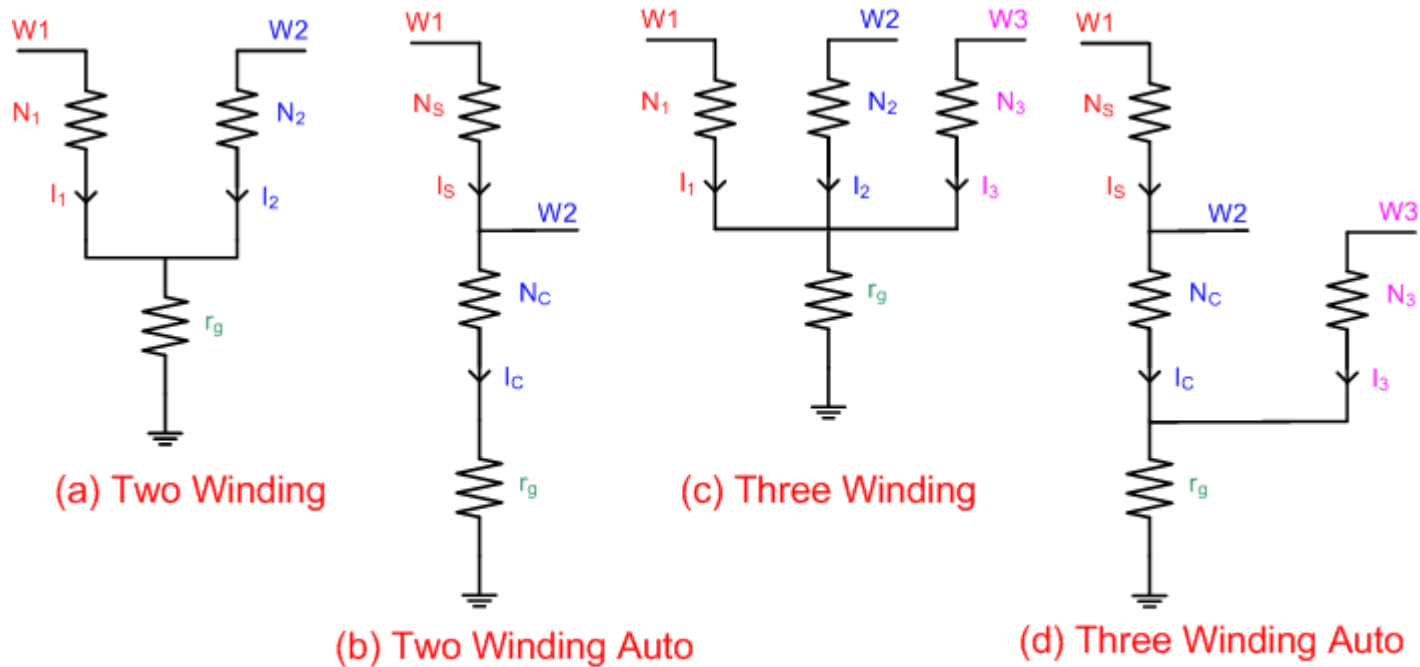 W1
W2
N1
N2
I1
I2
rg
(a) Two Winding
W1
NS
IS
W2
NC
IC
rg
(b) Two Winding Auto
W1
W2
W3
N1
N2
N3
I1
I2
I3
rg
(c) Three Winding
W1
NS
IS
W2
W3
NC
N3
IC
I3
rg
(d) Three Winding Auto